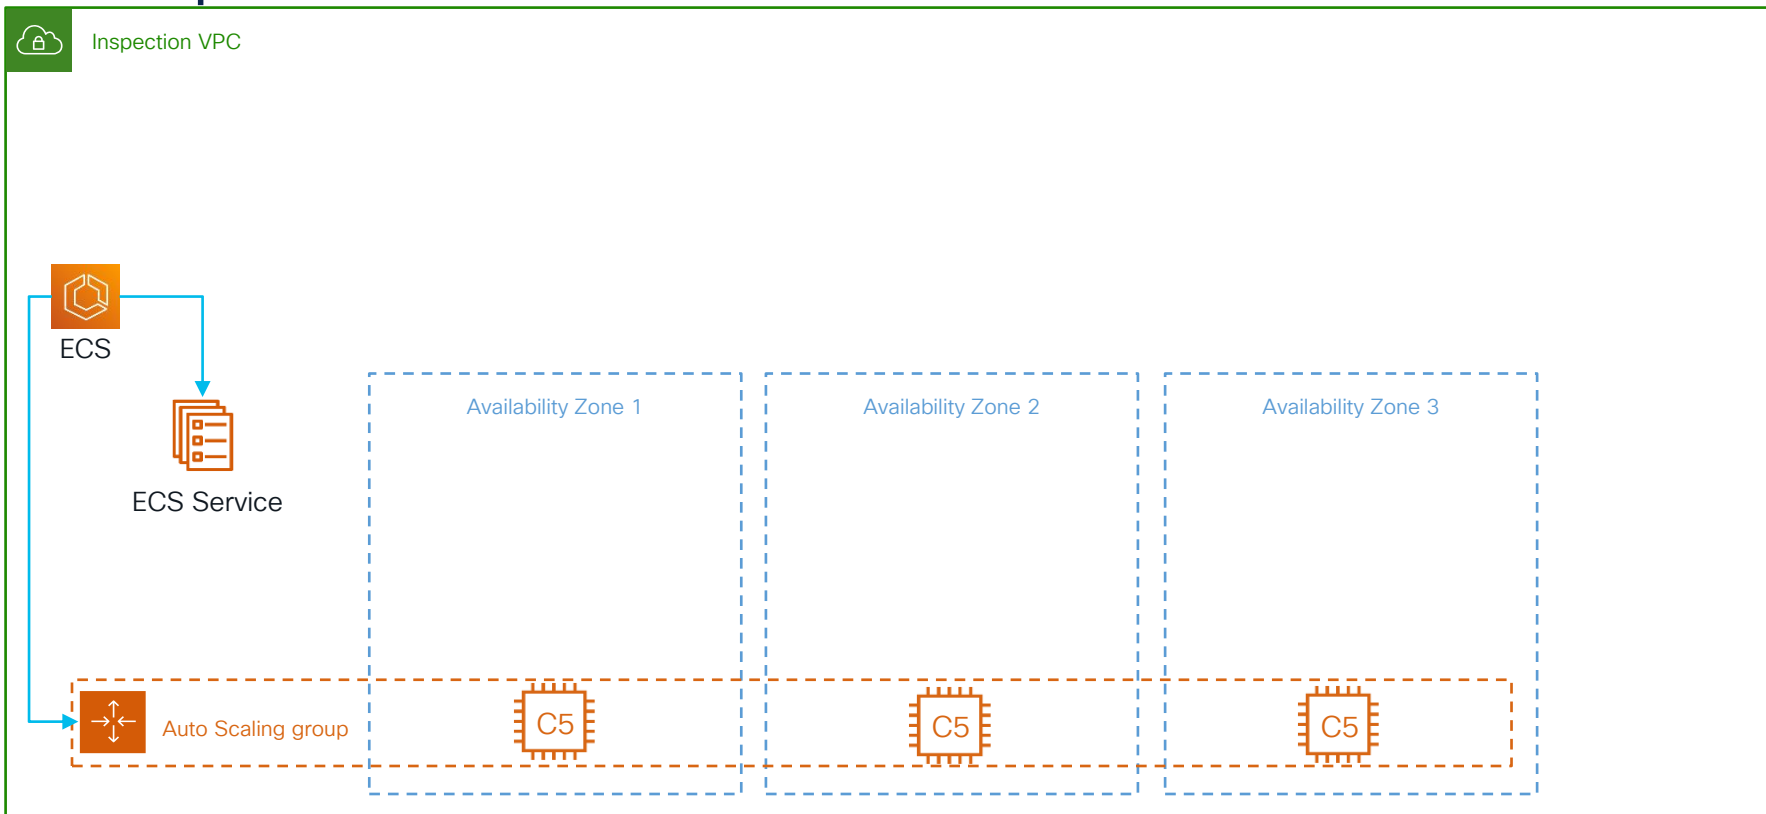 Inspection VPC
ECS
ECS Service
Availability Zone 1
Availability Zone 2
Availability Zone 3
Auto Scaling group
C5
C5
C5